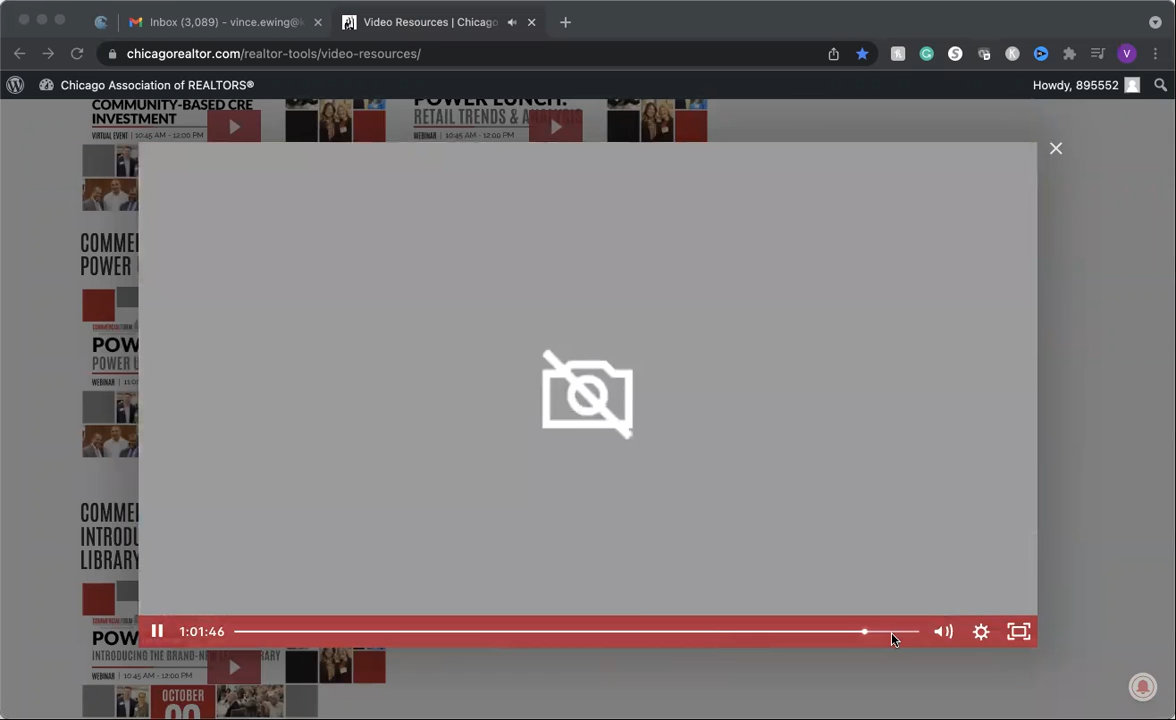 Inbox (3,089) - vince.ewing@
Video Resources | Chicago
chicagorealtor.com/realtor-tools/video-resources/
V
Chicago Association of REALTORS®
Howdy, 895552
COMMUNITY-BASED CRE
INVESTMENT
VIRTUAL EVENT | 10:45 AM - 12:00 PM
POWER LUNCH:
RETAIL TRENDS & ANALYSIS
WEBINAR | 10:45 AM - 12:00 PM
COMME
POWER U
POW
POWER U
WEBINAR | 11:0
COMME
INTRODU
LIBRARY
1:01:46
POW
INTRODUCING THE BRAND-NEW LIBRARY
WEBINAR | 10:45 AM - 12:00 PM
OCTOBER